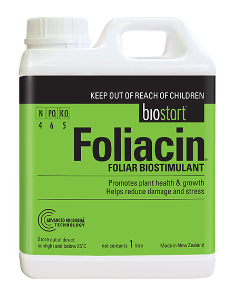 KEEP OUT OF REACH OF CHILDREN
biostart
N PO KO
4 6 5
Foliacin
FOLIAR BIOSTIMULANT
Promotes plant health & growth
Helps reduce damage and stress
ADVANCED MICROBIAL
TECHNOLOGY
Store out of direct
sunlight and below 25°C
net contents 1 litre
Made in New Zealand